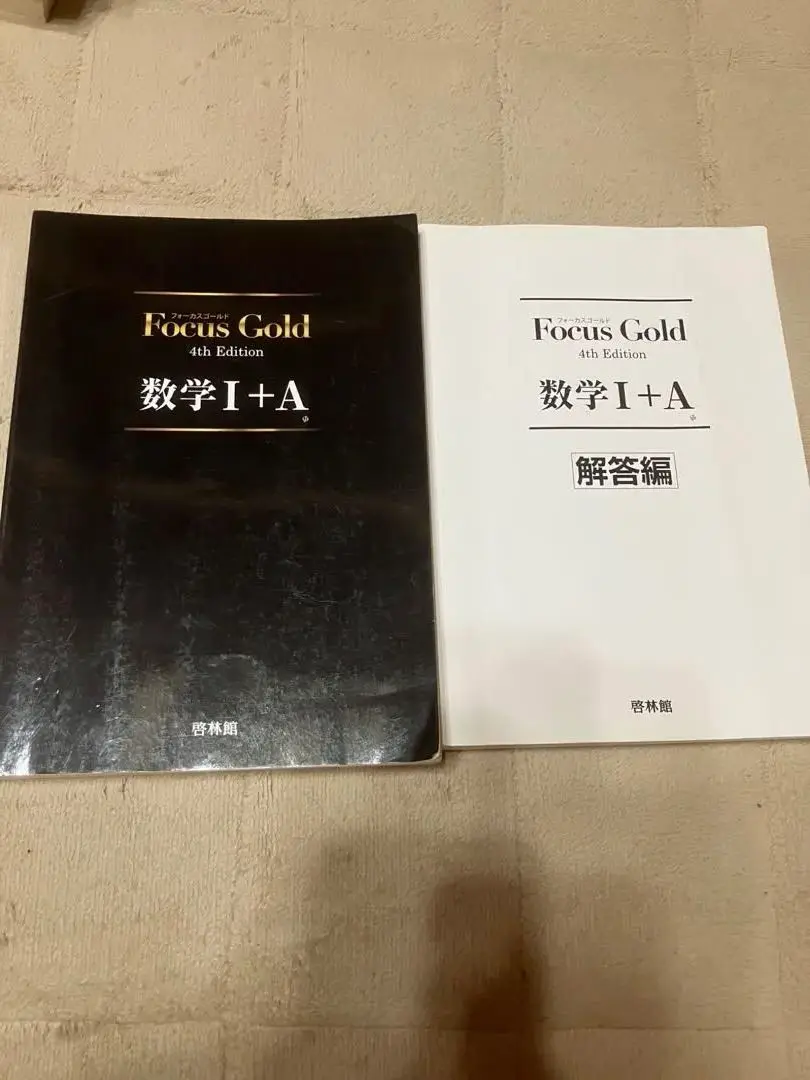 フォーカスゴールド
Focus Gold
4th Edition
数学I+A
啓林館
フォーカスゴールド
Focus Gold
4th Edition
数学I+A
解答編
啓林館